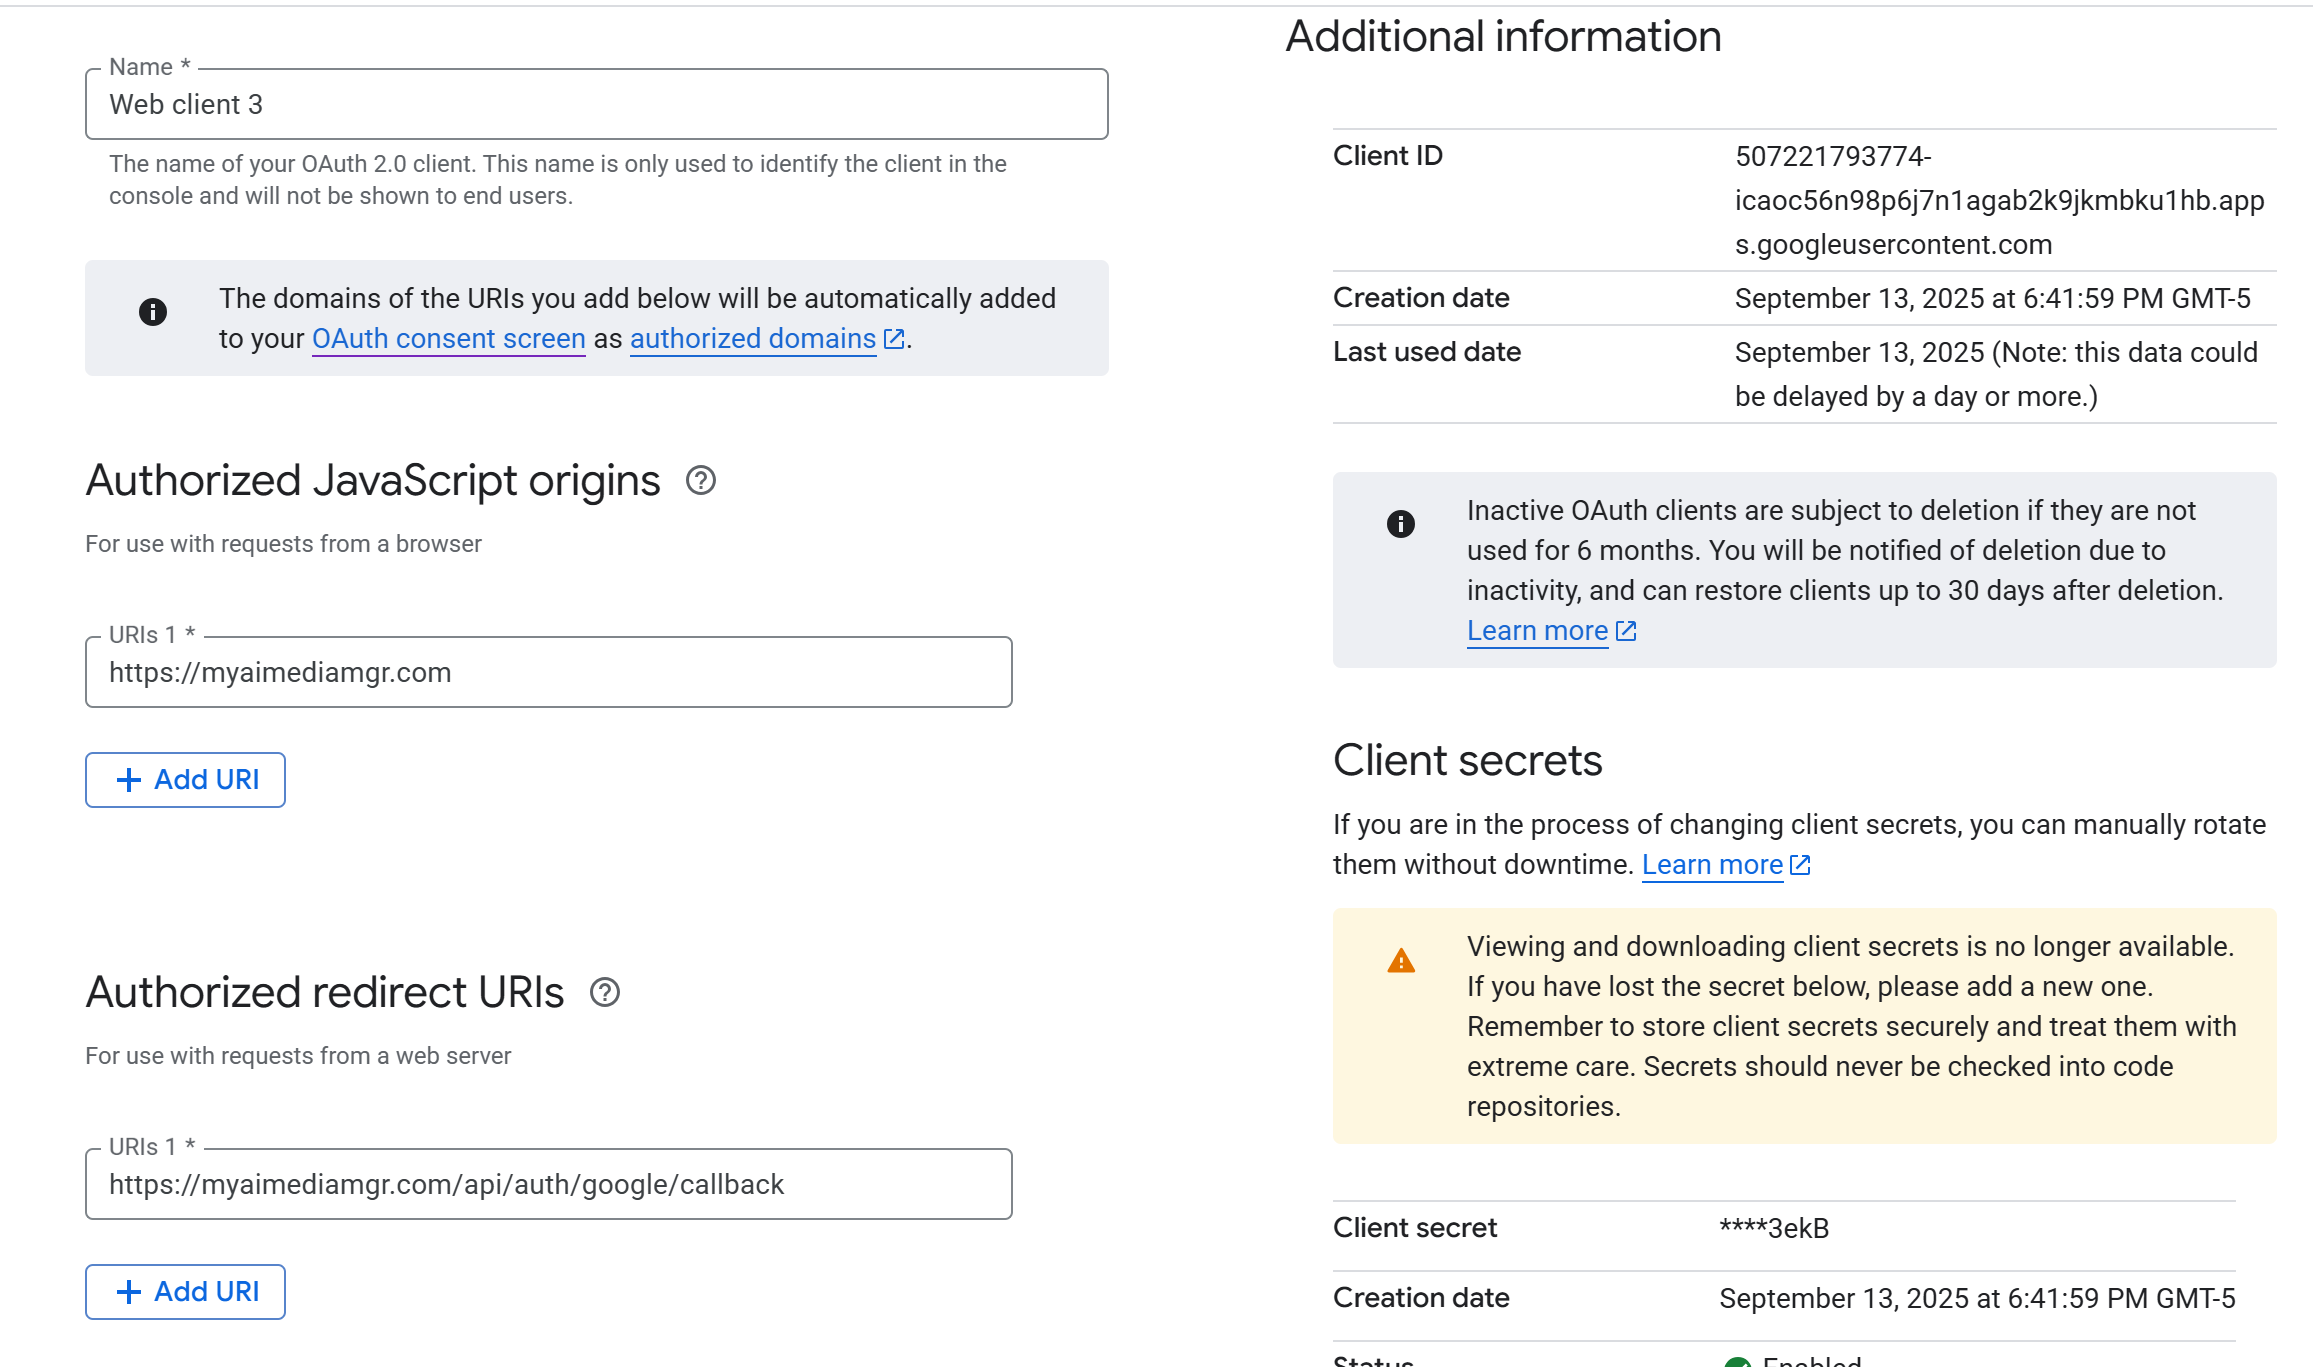 Name *
Web client 3
The name of your OAuth 2.0 client. This name is only used to identify the client in the
console and will not be shown to end users.
The domains of the URIs you add below will be automatically added
to your OAuth consent screen as authorized domains.
Authorized JavaScript origins
For use with requests from a browser
URIs 1 *
https://myaimediamgr.com
Add URI
Authorized redirect URIs
For use with requests from a web server
URIs 1 *
https://myaimediamgr.com/api/auth/google/callback
Add URI
Additional information
Client ID
507221793774-
icaoc56n98p6j7n1agab2k9jkmbku1hb.app
s.googleusercontent.com
Creation date
September 13, 2025 at 6:41:59 PM GMT-5
Last used date
September 13, 2025 (Note: this data could
be delayed by a day or more.)
Inactive OAuth clients are subject to deletion if they are not
used for 6 months. You will be notified of deletion due to
inactivity, and can restore clients up to 30 days after deletion.
Learn more
Client secrets
If you are in the process of changing client secrets, you can manually rotate
them without downtime. Learn more
Viewing and downloading client secrets is no longer available.
If you have lost the secret below, please add a new one.
Remember to store client secrets securely and treat them with
extreme care. Secrets should never be checked into code
repositories.
Client secret
****3ekB
Creation date
September 13, 2025 at 6:41:59 PM GMT-5
Status
Enabled